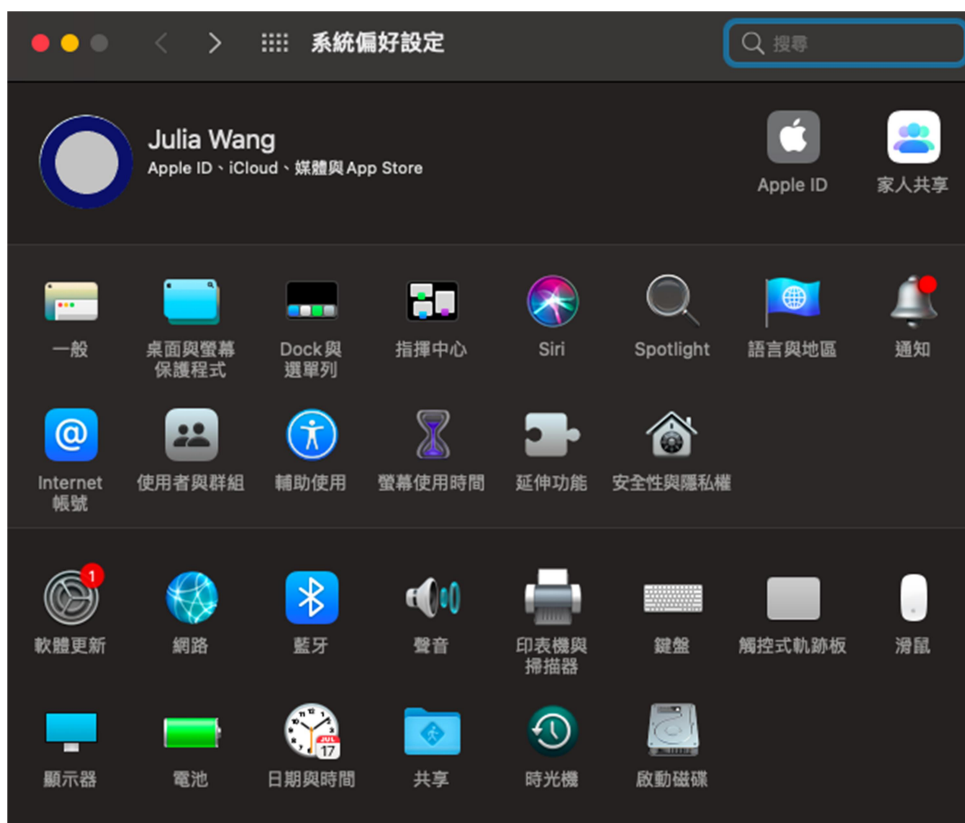 系統偏好設定
搜尋
Julia Wang
Apple ID、iCloud、媒體與 App Store
Apple ID
家人共享
一般
桌面與螢幕
保護程式
Dock 與
選單列
指揮中心
Siri
Spotlight
語言與地區
通知
Internet
帳號
使用者與群組
輔助使用
螢幕使用時間
延伸功能
安全性與隱私權
1
軟體更新
網路
藍牙
聲音
印表機與
掃描器
鍵盤
觸控式軌跡板
滑鼠
顯示器
電池
JUL
17
日期與時間
共享
時光機
啟動磁碟